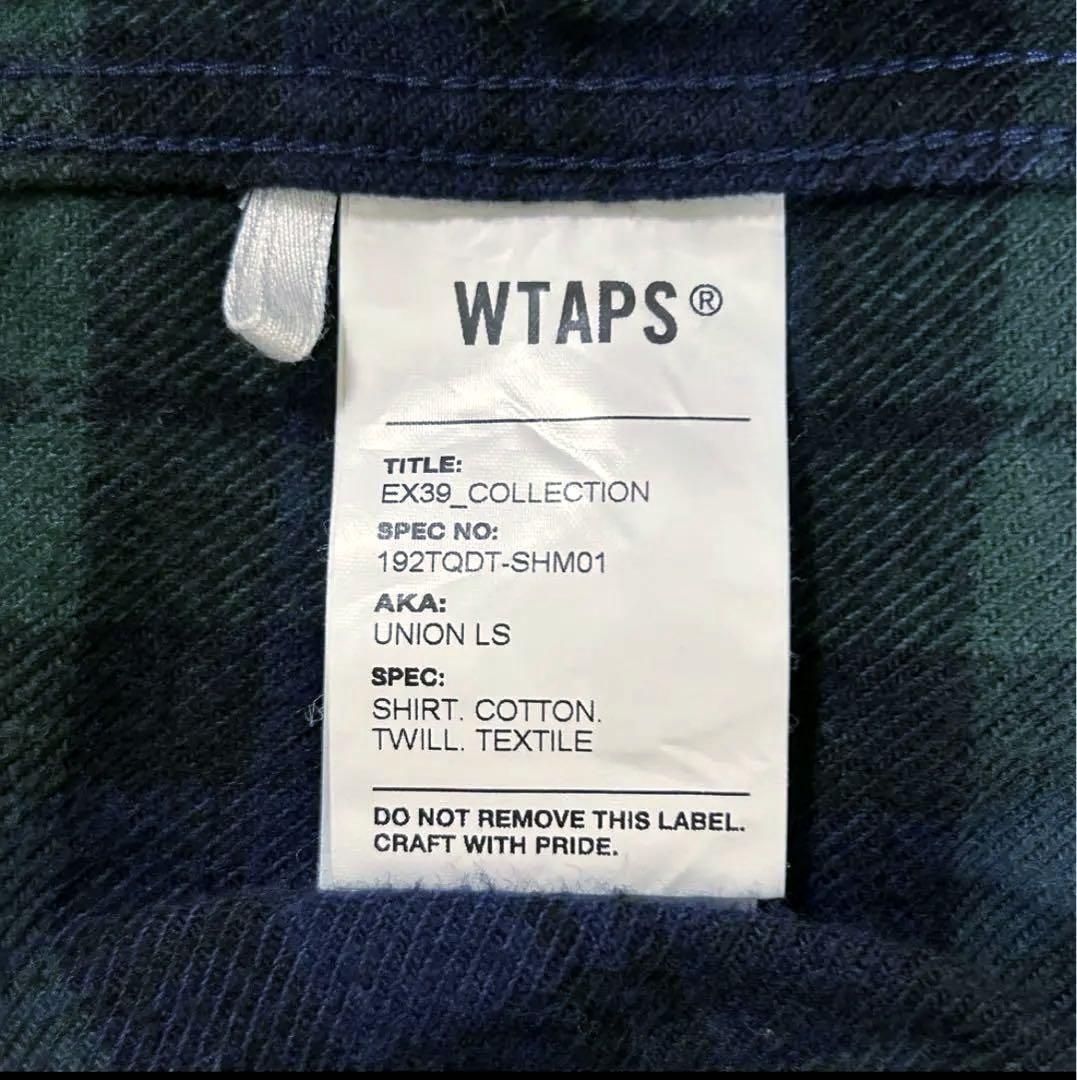 WTAPS®
TITLE:
EX39_COLLECTION
SPEC NO:
192TQDT-SHM01
AKA:
UNION LS
SPEC:
SHIRT. COTTON.
TWILL. TEXTILE
DO NOT REMOVE THIS LABEL.
CRAFT WITH PRIDE.